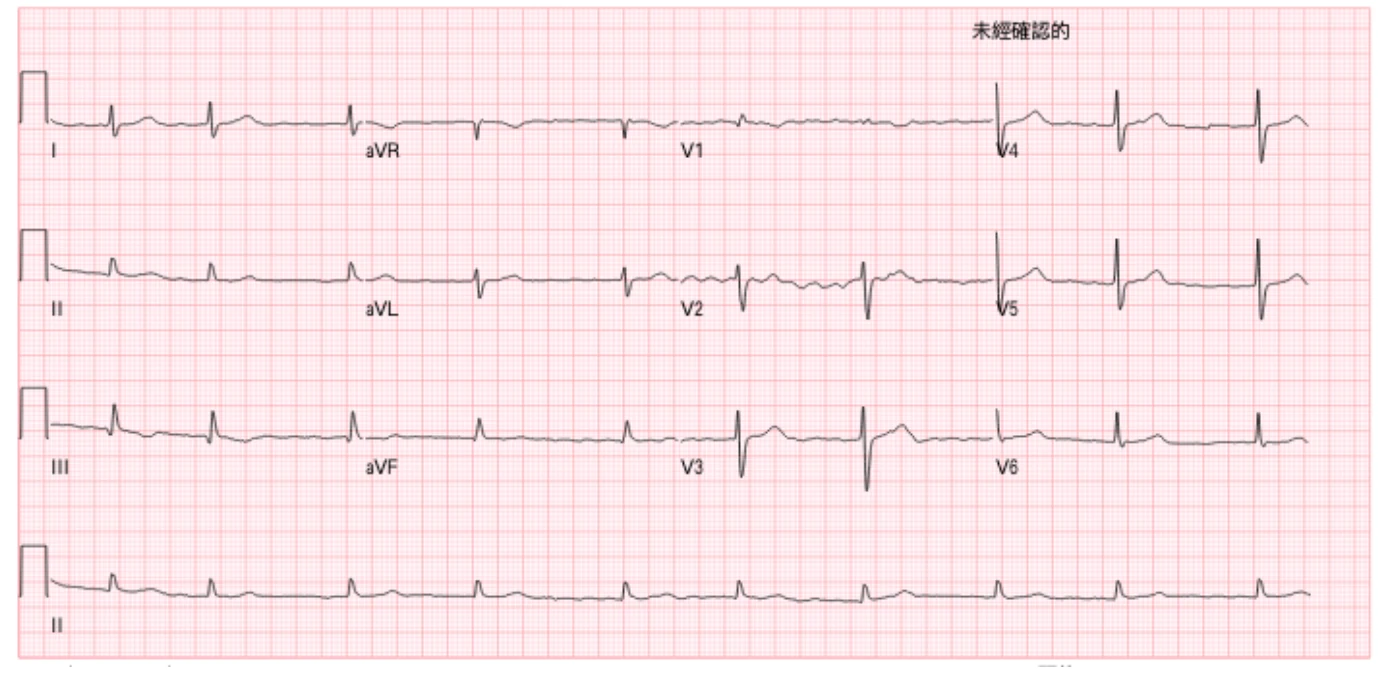 未經確認的
I aVR V1 V4
II aVL V2 V5
III aVF V3 V6
II